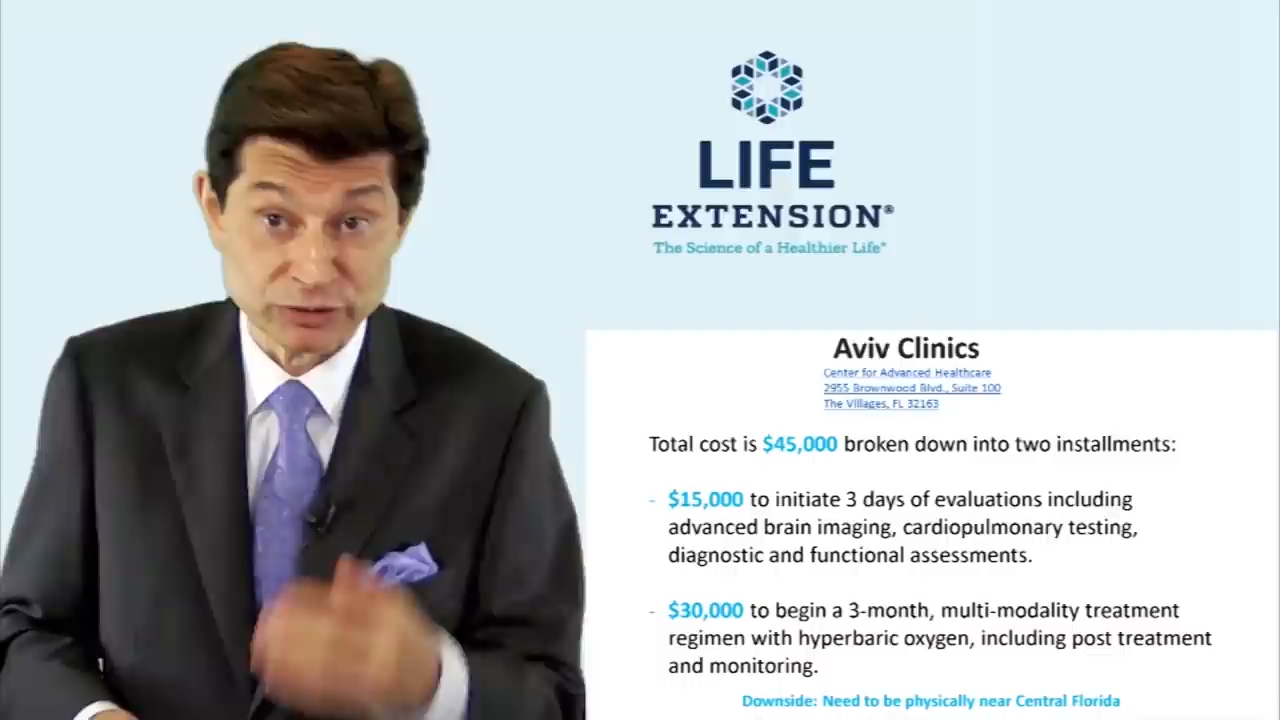 LIFE
EXTENSION®
The Science of a Healthier Life®
Aviv Clinics
Center for Advanced Healthcare
2955 Brownwood Blvd., Suite 100
The Villages, FL 32163
Total cost is $45,000 broken down into two installments:
- $15,000 to initiate 3 days of evaluations including
advanced brain imaging, cardiopulmonary testing,
diagnostic and functional assessments.
- $30,000 to begin a 3-month, multi-modality treatment
regimen with hyperbaric oxygen, including post treatment
and monitoring.
Downside: Need to be physically near Central Florida